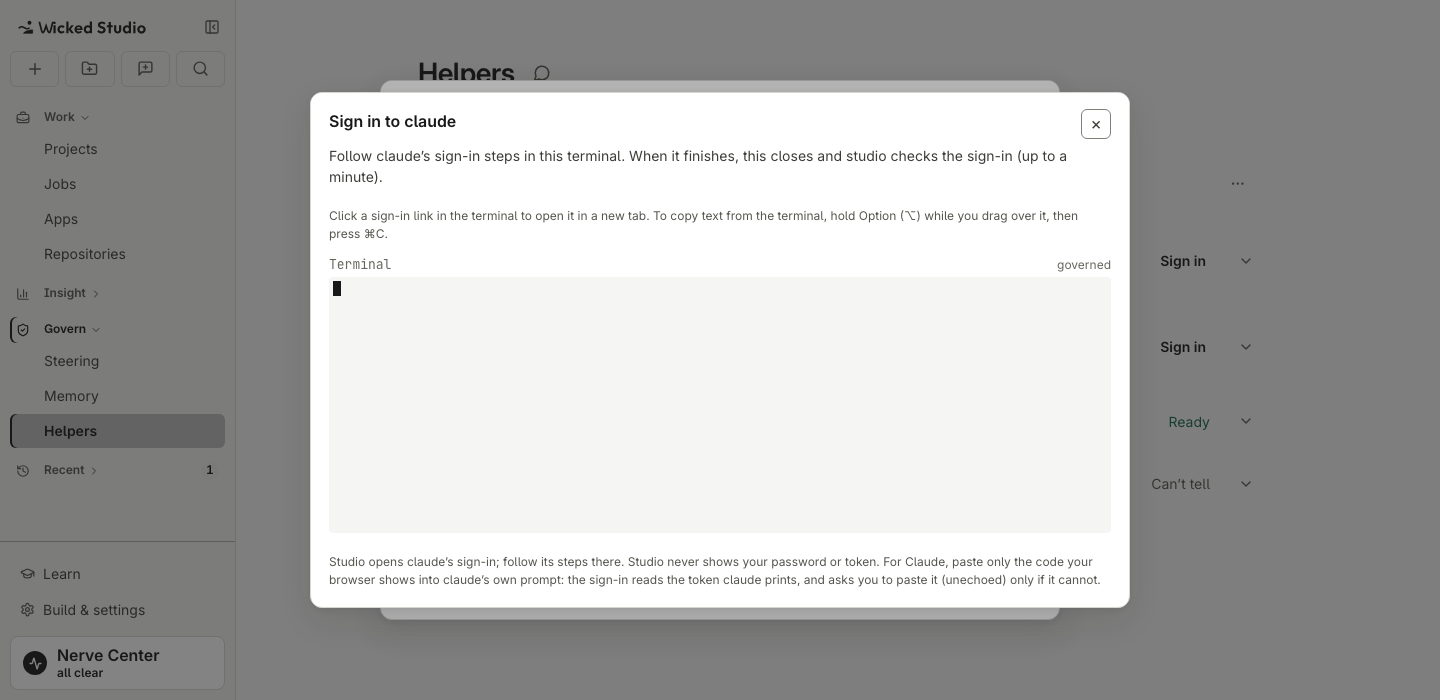 Wicked Studio
Work
Projects
Jobs
Apps
Repositories
Insight
Govern
Steering
Memory
Helpers
Recent
1
Learn
Build & settings
Nerve Center
all clear
Helpers
Sign in to claude
Follow claude’s sign-in steps in this terminal. When it finishes, this closes and studio checks the sign-in (up to a
minute).
Click a sign-in link in the terminal to open it in a new tab. To copy text from the terminal, hold Option (⌥) while you drag over it, then
press ⌘C.
Terminal
governed
Studio opens claude’s sign-in; follow its steps there. Studio never shows your password or token. For Claude, paste only the code your
browser shows into claude’s own prompt: the sign-in reads the token claude prints, and asks you to paste it (unechoed) only if it cannot.
Sign in
Sign in
Ready
Can’t tell